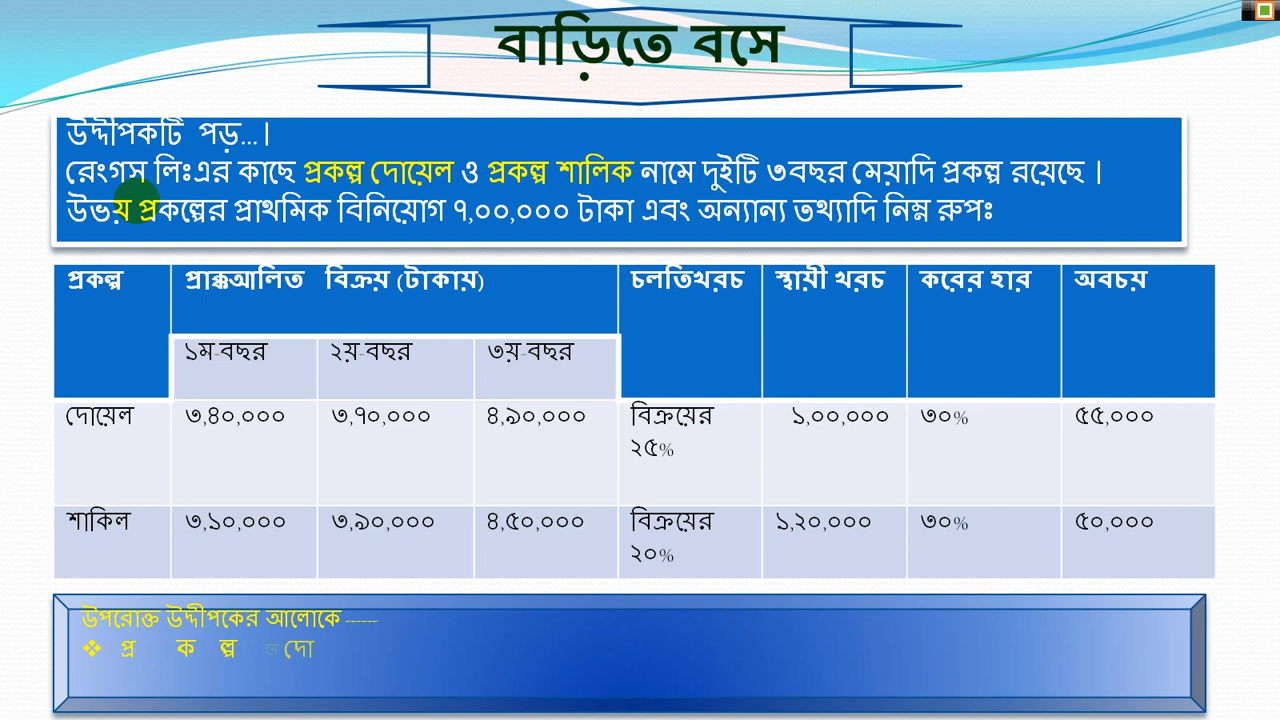 বাড়িতে বসে
উদ্দীপকটি পড়...।
রেংগস লিঃএর কাছে প্রকল্প দোয়েল ও প্রকল্প শালিক নামে দুইটি ৩বছর মেয়াদি প্রকল্প রয়েছে ।
উভয় প্রকল্পের প্রাথমিক বিনিয়োগ ৭,০০,০০০ টাকা এবং অন্যান্য তথ্যাদি নিম্ন রুপঃ
প্রকল্প প্রাক্কআলিত বিক্রয় (টাকায়) চলতিখরচ স্থায়ী খরচ করের হার অবচয়
১ম-বছর ২য়-বছর ৩য়-বছর
দোয়েল ৩,৪০,০০০ ৩,৭০,০০০ ৪,৯০,০০০ বিক্রয়ের ১,০০,০০০ ৩০% ৫৫,০০০
২৫%
শাকিল ৩,১০,০০০ ৩,৯০,০০০ ৪,৫০,০০০ বিক্রয়ের ১,২০,০০০ ৩০% ৫০,০০০
২০%
উপরোক্ত উদ্দীপকের আলোকে -----
❖ প্র ক ল্প দো